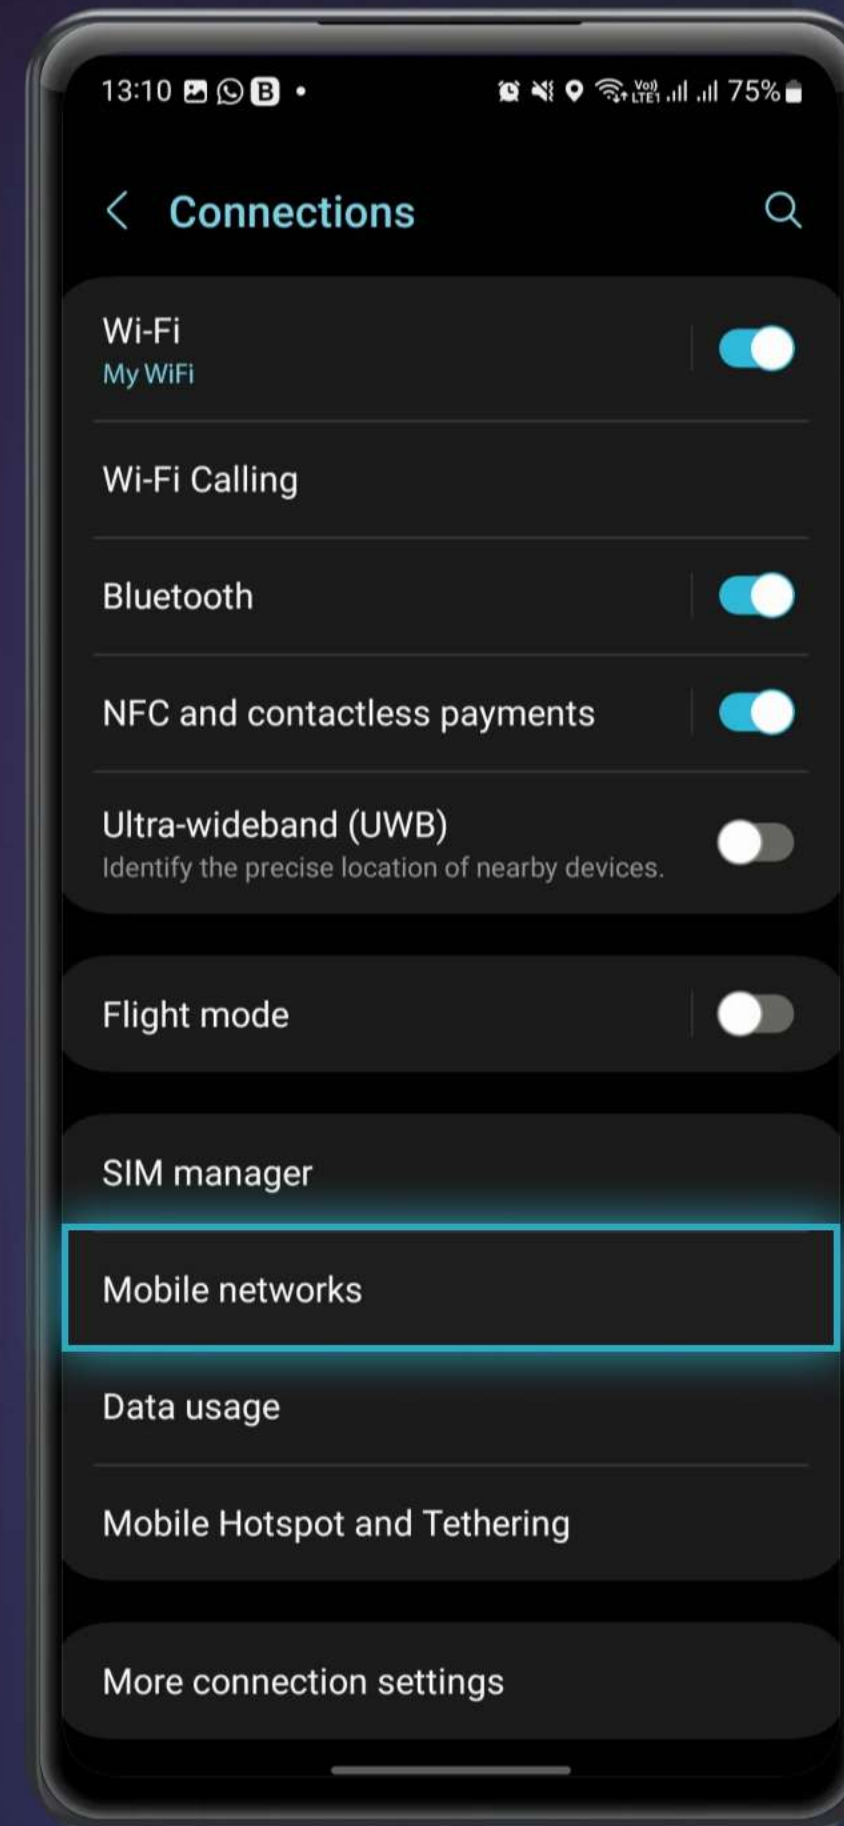 13:10 B
Vo)) LTE1 75%
Connections
Wi-Fi
My WiFi
Wi-Fi Calling
Bluetooth
NFC and contactless payments
Ultra-wideband (UWB)
Identify the precise location of nearby devices.
Flight mode
SIM manager
Mobile networks
Data usage
Mobile Hotspot and Tethering
More connection settings